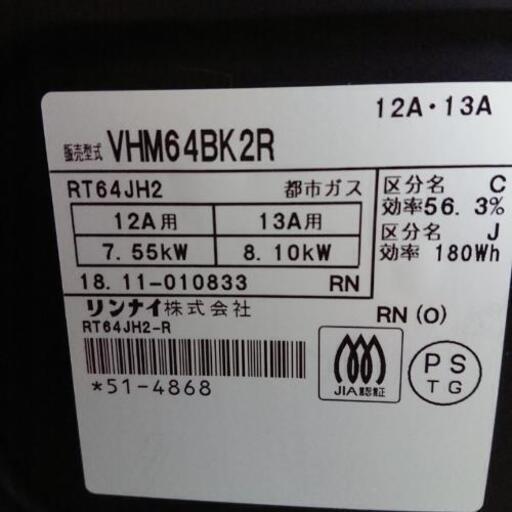 12A・13A
販売型式 VHM64BK2R
RT64JH2 都市ガス
12A用 13A用
7.55kW 8.10kW
18.11-010833 RN
区分名 C
効率56.3%
区分名 J
効率 180Wh
リンナイ株式会社
RT64JH2-R
RN (O)
*51-4868
JIA認証
PS
TG